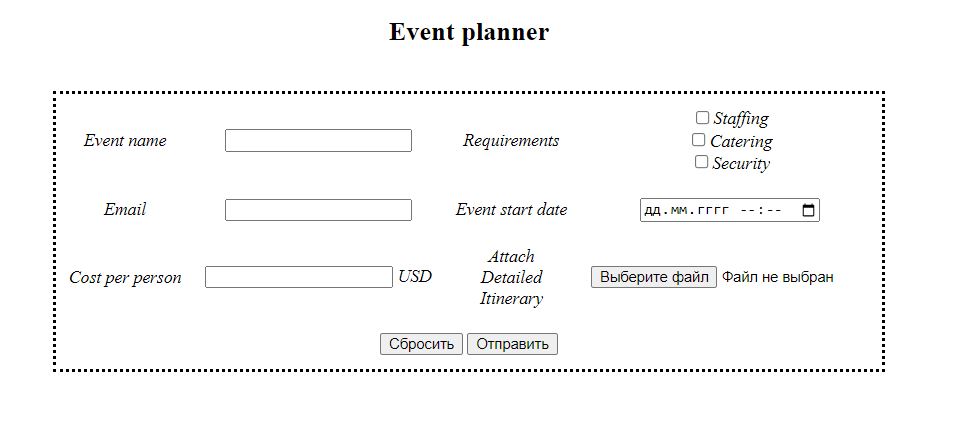 Event planner
Event name
Requirements
Staffing
Catering
Security
Email
Event start date
дд.мм.гггг --:--
Cost per person
USD
Attach
Detailed
Itinerary
Выберите файл Файл не выбран
Сбросить Отправить